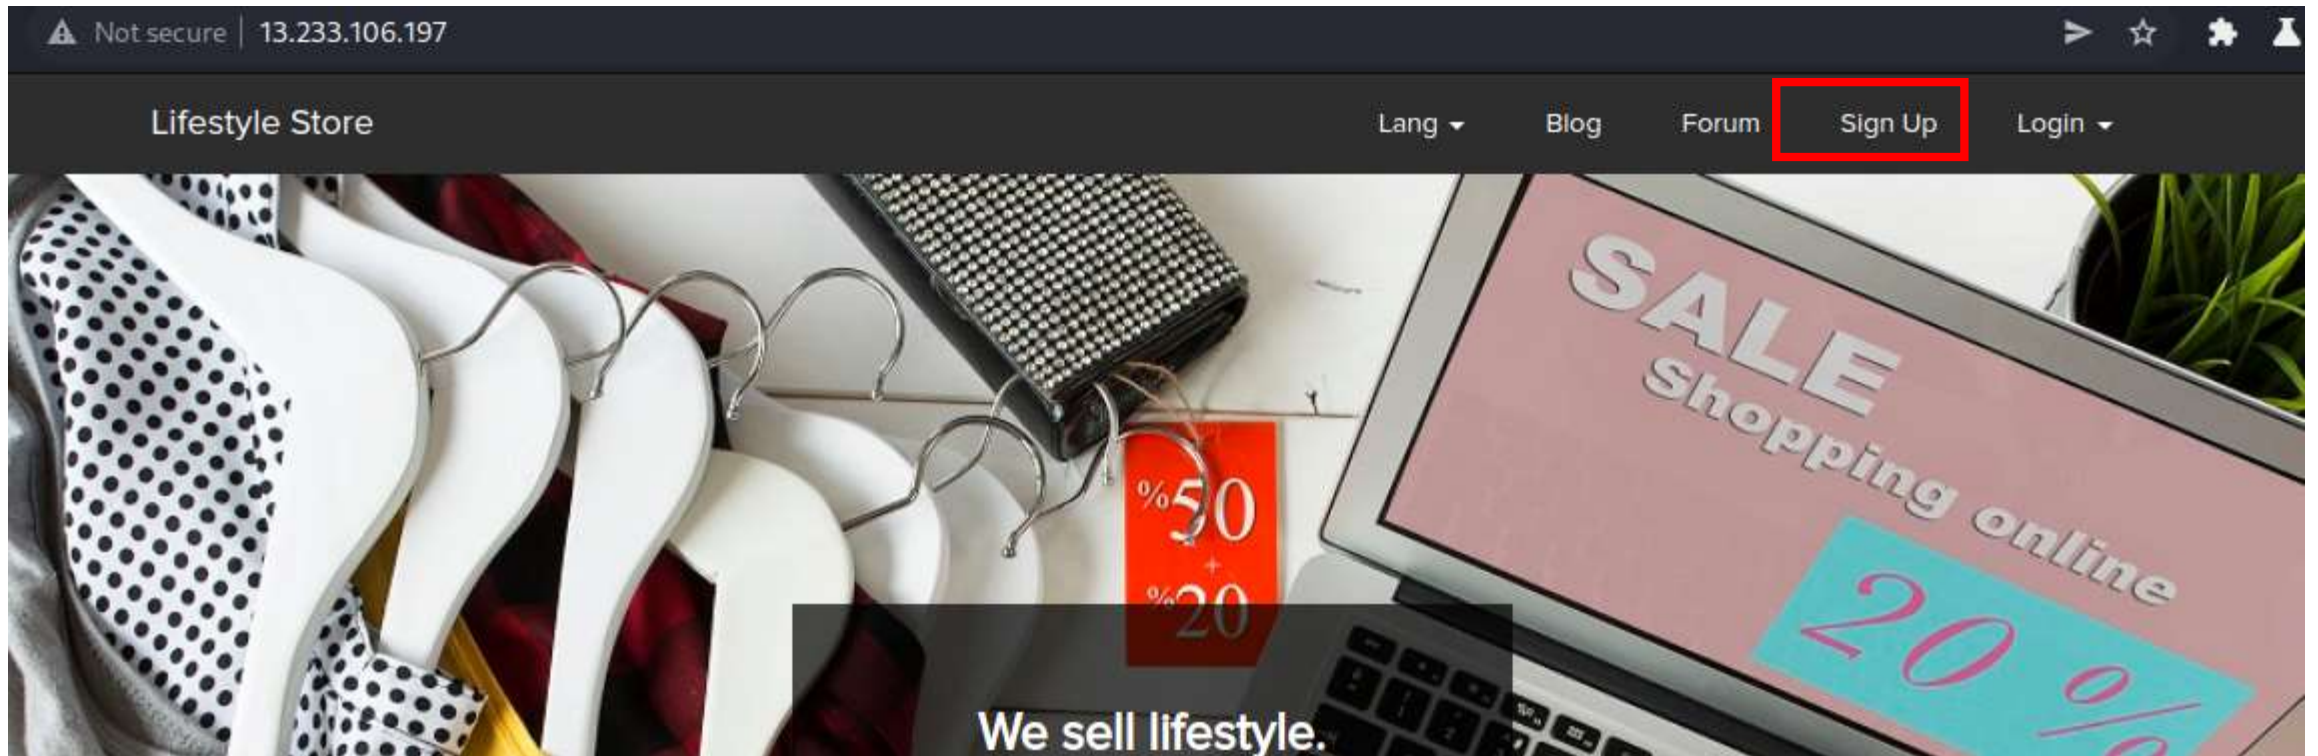 Not secure | 13.233.106.197
Lifestyle Store Lang Blog Forum Sign Up Login
SALE
Shopping online
20 %
%50
+
%20
We sell lifestyle.